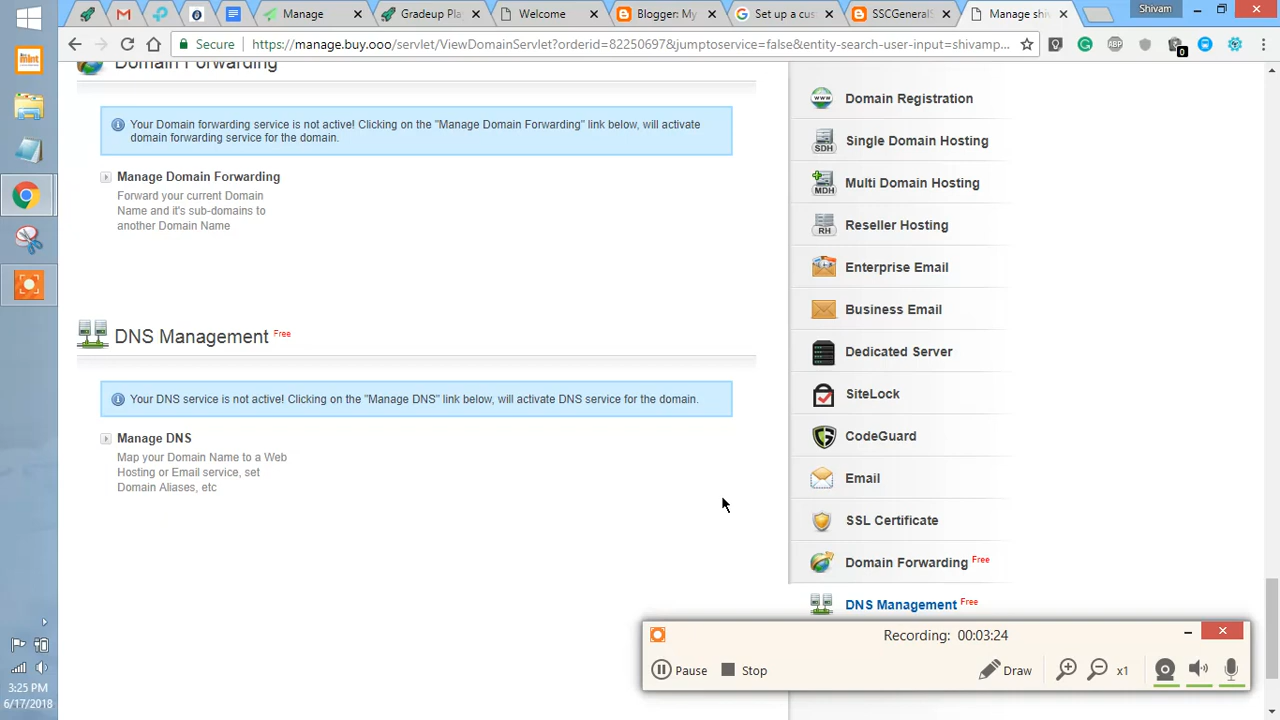 Manage
Gradeup Pla
Welcome
Blogger: My
Set up a cus
SSCGeneralS
Manage shiv
Shivam
Secure
https://manage.buy.ooo/servlet/ViewDomainServlet?orderid=82250697&jumptoservice=false&entity-search-user-input=shivamp...
ABP
0
Domain Forwarding
Your Domain forwarding service is not active! Clicking on the "Manage Domain Forwarding" link below, will activate
domain forwarding service for the domain.
Manage Domain Forwarding
Forward your current Domain
Name and it's sub-domains to
another Domain Name
DNS Management Free
Your DNS service is not active! Clicking on the "Manage DNS" link below, will activate DNS service for the domain.
Manage DNS
Map your Domain Name to a Web
Hosting or Email service, set
Domain Aliases, etc
WWW
Domain Registration
SDH
Single Domain Hosting
MDH
Multi Domain Hosting
RH
Reseller Hosting
Enterprise Email
Business Email
Dedicated Server
SiteLock
CodeGuard
Email
SSL Certificate
Domain Forwarding Free
DNS Management Free
Recording: 00:03:24
Pause
Stop
Draw
x1
3:25 PM
6/17/2018